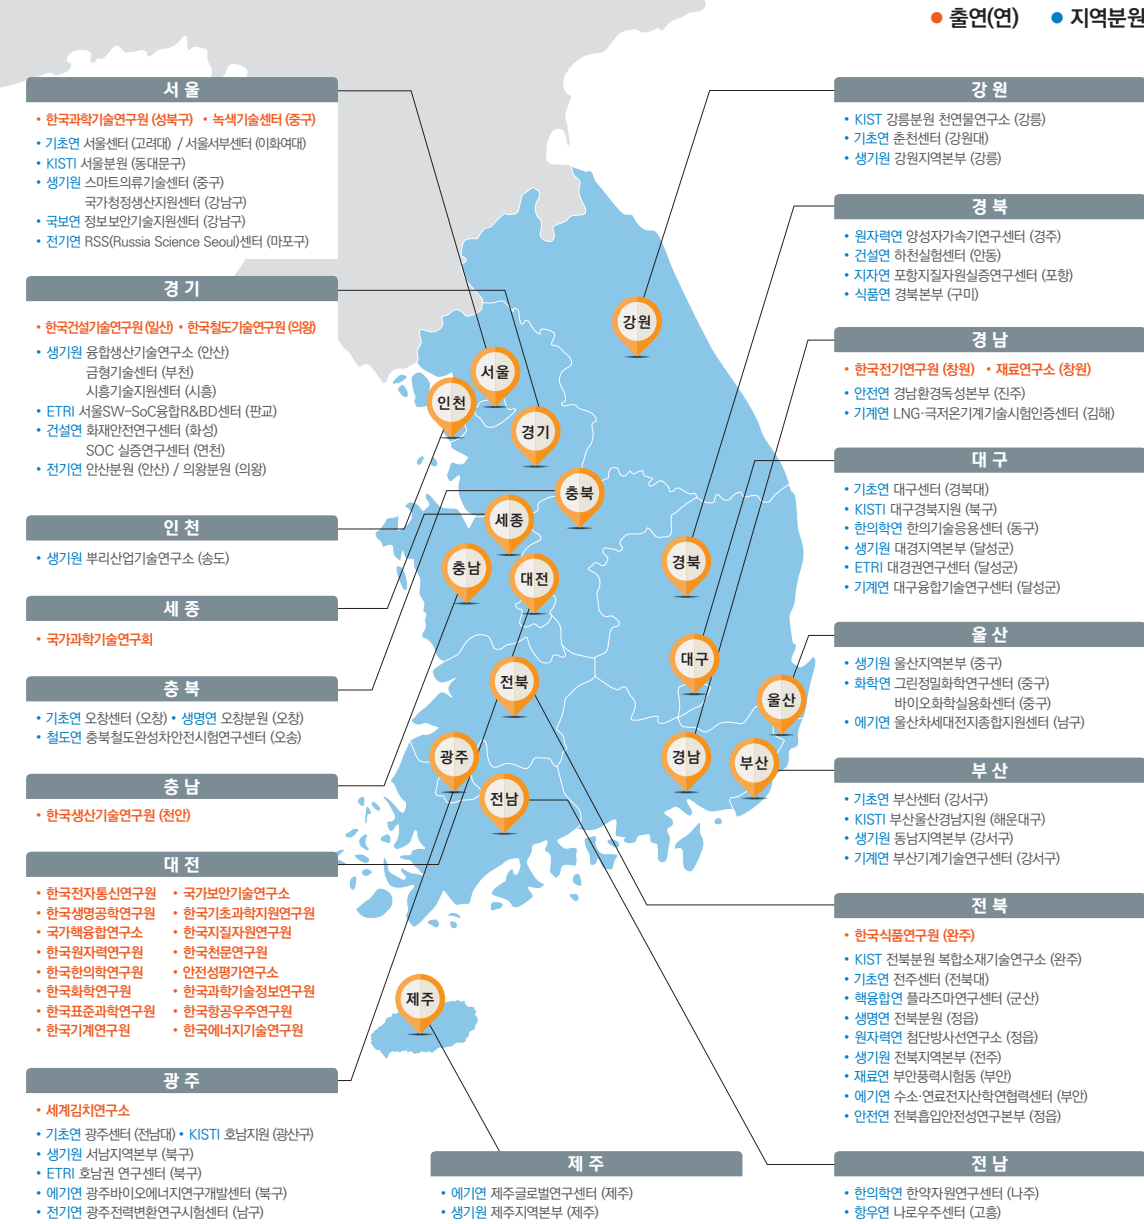 • 출연(연) • 지역분원
서울
• 한국과학기술연구원 (성북구) • 녹색기술센터 (중구)
• 기초연 서울센터 (고려대) / 서울서부센터 (이화여대)
• KISTI 서울분원 (동대문구)
• 생기원 스마트의류기술센터 (중구)
국가청정생산지원센터 (강남구)
• 국보연 정보보안기술지원센터 (강남구)
• 전기연 RSS(Russia Science Seoul)센터 (마포구)
경기
• 한국건설기술연구원 (일산) • 한국철도기술연구원 (의왕)
• 생기원 융합생산기술연구소 (안산)
금형기술센터 (부천)
시흥기술지원센터 (시흥)
• ETRI 서울SW-SoC융합R&BD센터 (판교)
• 건설연 화재안전연구센터 (화성)
SOC 실증연구센터 (연천)
• 전기연 안산분원 (안산) / 의왕분원 (의왕)
인천
• 생기원 뿌리산업기술연구소 (송도)
세종
• 국가과학기술연구회
충북
• 기초연 오창센터 (오창) • 생명연 오창분원 (오창)
• 철도연 충북철도완성차안전시험연구센터 (오송)
충남
• 한국생산기술연구원 (천안)
대전
• 한국전자통신연구원 • 국가보안기술연구소
• 한국생명공학연구원 • 한국기초과학지원연구원
• 국가핵융합연구소 • 한국지질자원연구원
• 한국원자력연구원 • 한국천문연구원
• 한국한의학연구원 • 안전성평가연구소
• 한국화학연구원 • 한국과학기술정보연구원
• 한국표준과학연구원 • 한국항공우주연구원
• 한국기계연구원 • 한국에너지기술연구원
광주
• 세계김치연구소
• 기초연 광주센터 (전남대) • KISTI 호남지원 (광산구)
• 생기원 서남지역본부 (북구)
• ETRI 호남권 연구센터 (북구)
• 에기연 광주바이오에너지연구개발센터 (북구)
• 전기연 광주전력변환연구시험센터 (남구)
강원
서울
인천
경기
충북
세종
충남
대전
경북
대구
전북
울산
광주
경남
부산
전남
제주
제주
• 에기연 제주글로벌연구센터 (제주)
• 생기원 제주지역본부 (제주)
강원
• KIST 강릉분원 천연물연구소 (강릉)
• 기초연 춘천센터 (강원대)
• 생기원 강원지역본부 (강릉)
경북
• 원자력연 양성자가속기연구센터 (경주)
• 건설연 하천실험센터 (안동)
• 지자연 포항지질자원실증연구센터 (포항)
• 식품연 경북본부 (구미)
경남
• 한국전기연구원 (창원) • 재료연구소 (창원)
• 안전연 경남환경독성본부 (진주)
• 기계연 LNG·극저온기계기술시험인증센터 (김해)
대구
• 기초연 대구센터 (경북대)
• KISTI 대구경북지원 (북구)
• 한의학연 한의기술응용센터 (동구)
• 생기원 대경지역본부 (달성군)
• ETRI 대경권연구센터 (달성군)
• 기계연 대구융합기술연구센터 (달성군)
울산
• 생기원 울산지역본부 (중구)
• 화학연 그린정밀화학연구센터 (중구)
바이오화학실용화센터 (중구)
• 에기연 울산차세대전지종합지원센터 (남구)
부산
• 기초연 부산센터 (강서구)
• KISTI 부산울산경남지원 (해운대구)
• 생기원 동남지역본부 (강서구)
• 기계연 부산기계기술연구센터 (강서구)
전북
• 한국식품연구원 (완주)
• KIST 전북분원 복합소재기술연구소 (완주)
• 기초연 전주센터 (전북대)
• 핵융합연 플라즈마연구센터 (군산)
• 생명연 전북분원 (정읍)
• 원자력연 첨단방사선연구소 (정읍)
• 생기원 전북지역본부 (전주)
• 재료연 부안풍력시험동 (부안)
• 에기연 수소·연료전지산학연협력센터 (부안)
• 안전연 전북흡입안전성연구본부 (정읍)
전남
• 한의학연 한약자원연구센터 (나주)
• 항우연 나로우주센터 (고흥)